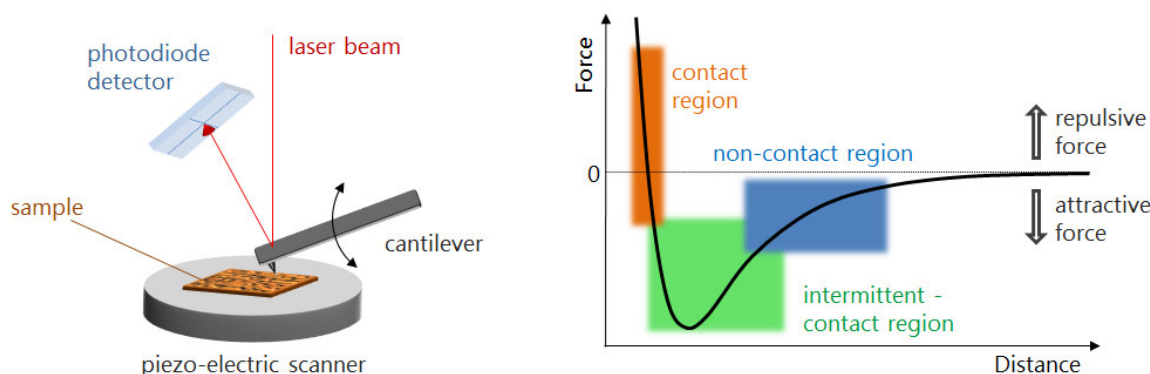 photodiode
detector
laser beam
sample
cantilever
piezo-electric scanner
Force
contact
region
non-contact region
repulsive
force
0
attractive
force
intermittent -
contact region
Distance